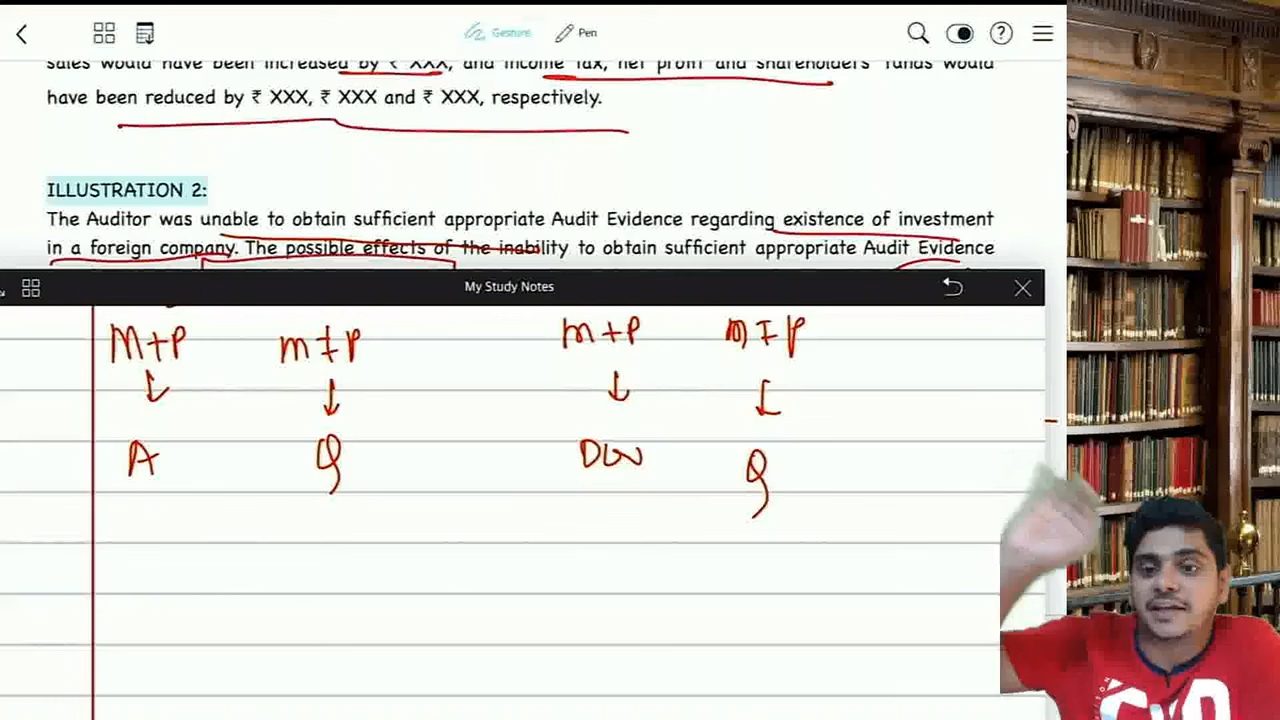 Gesture Pen
sales would have been increased by ₹ XXX, and income tax, net profit and shareholders' funds would
have been reduced by ₹ XXX, ₹ XXX and ₹ XXX, respectively.
ILLUSTRATION 2:
The Auditor was unable to obtain sufficient appropriate Audit Evidence regarding existence of investment
in a foreign company. The possible effects of the inability to obtain sufficient appropriate Audit Evidence
My Study Notes
M+P m‡P m+P m‡P
A Q DOO Q